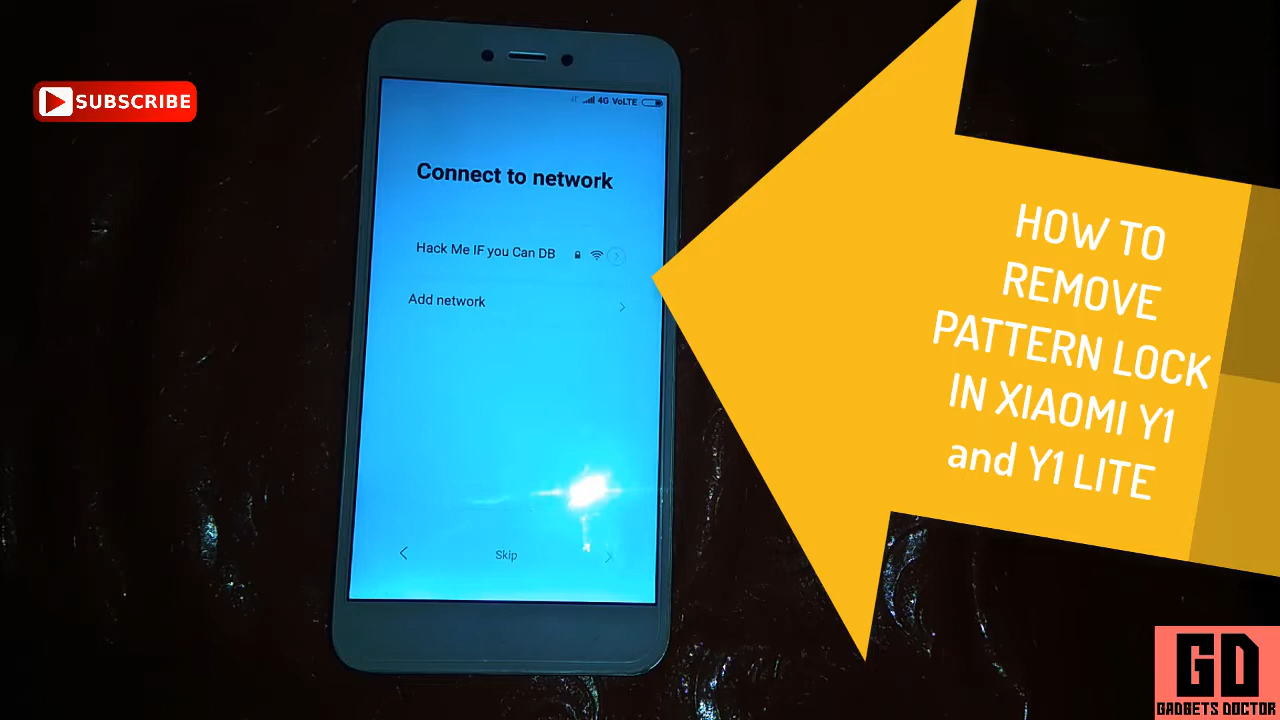 SUBSCRIBE
4G VoLTE
Connect to network
Hack Me IF you Can DB
Add network
Skip
HOW TO
REMOVE
PATTERN LOCK
IN XIAOMI Y1
and Y1 LITE
GD
GADGETS DOCTOR